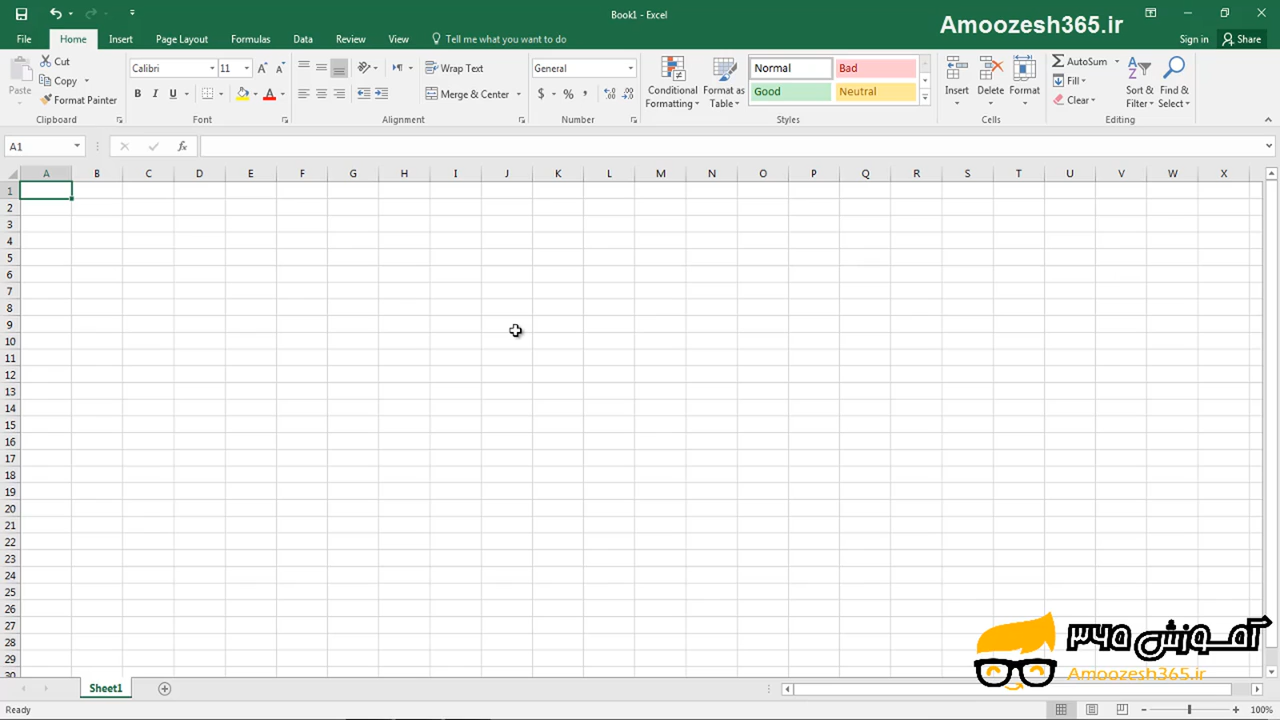 Book1 - Excel
Amoozesh365.ir
File Home Insert Page Layout Formulas Data Review View Tell me what you want to do Sign in Share
Paste
Cut
Copy
Format Painter
Clipboard
Calibri 11
B I U A
Font
Wrap Text
Merge & Center
Alignment
General
$ % ,
Number
Conditional Formatting
Format as Table
Normal Bad
Good Neutral
Styles
Insert Delete Format
Cells
AutoSum
Fill
Clear
Sort & Filter
Find & Select
Editing
A1 fx
A B C D E F G H I J K L M N O P Q R S T U V W X
1
2
3
4
5
6
7
8
9
10
11
12
13
14
15
16
17
18
19
20
21
22
23
24
25
26
27
28
29
30
آموزش ۳۶۵
Amoozesh365.ir
Sheet1
Ready 100%